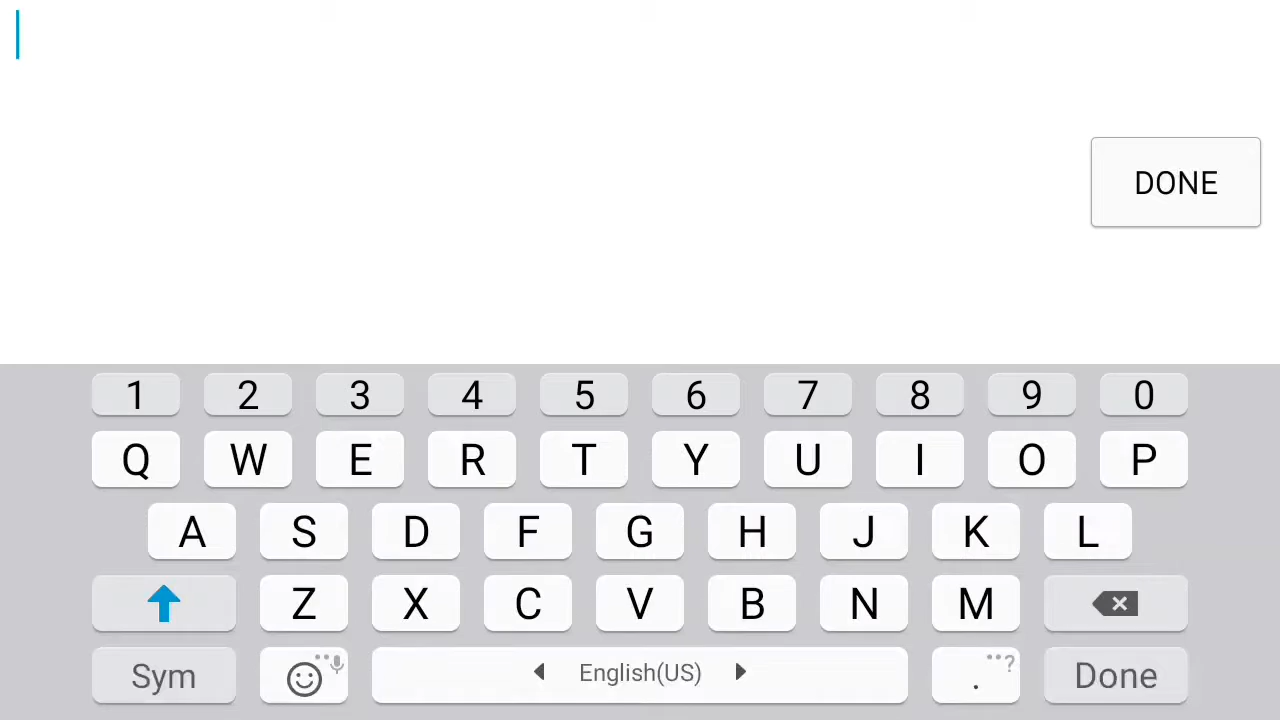 DONE
1 2 3 4 5 6 7 8 9 0
Q W E R T Y U I O P
A S D F G H J K L
Z X C V B N M
Sym English(US) . ? Done